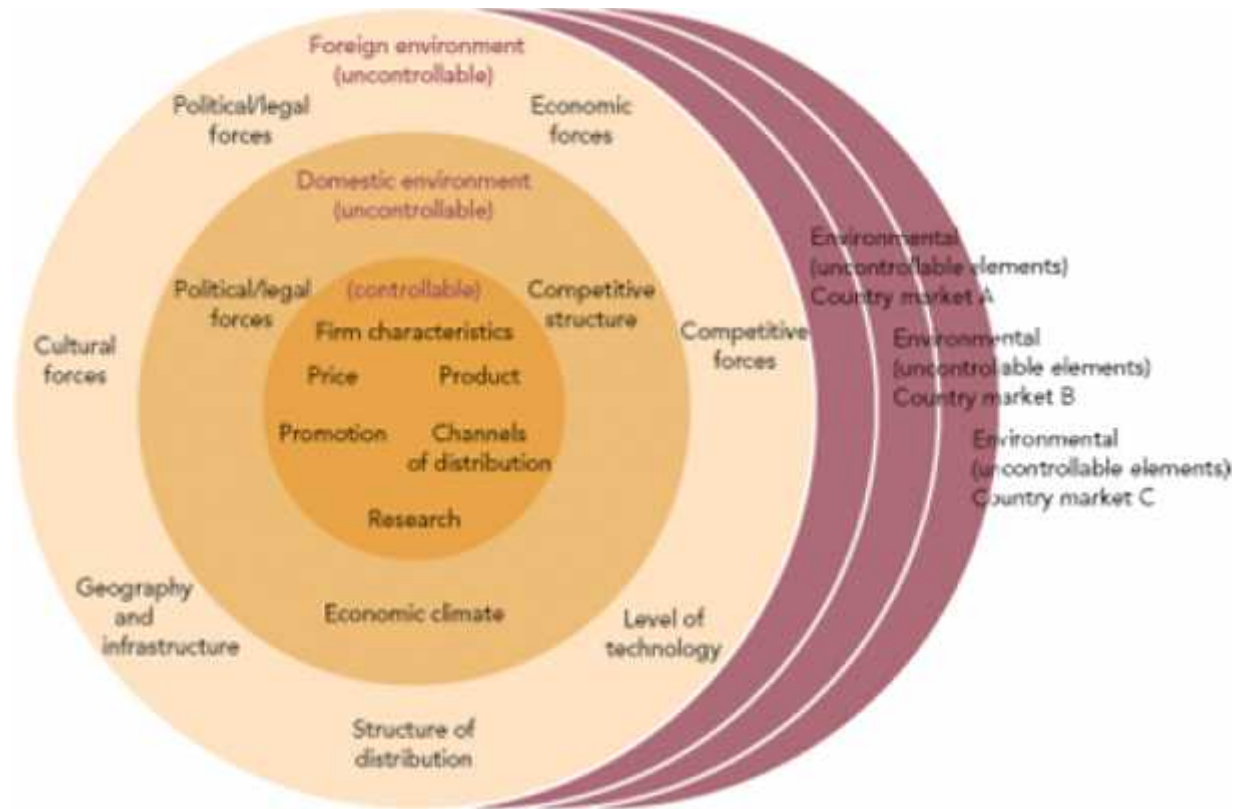 Foreign environment
(uncontrollable)
Political/legal
forces
Economic
forces
Domestic environment
(uncontrollable)
Political/legal
forces
(controllable)
Competitive
structure
Firm characteristics
Cultural
forces
Competitive
forces
Price
Product
Promotion
Channels
of distribution
Research
Geography
and
infrastructure
Economic climate
Level of
technology
Structure of
distribution
Environmental
(uncontrollable elements)
Country market A
Environmental
(uncontrollable elements)
Country market B
Environmental
(uncontrollable elements)
Country market C